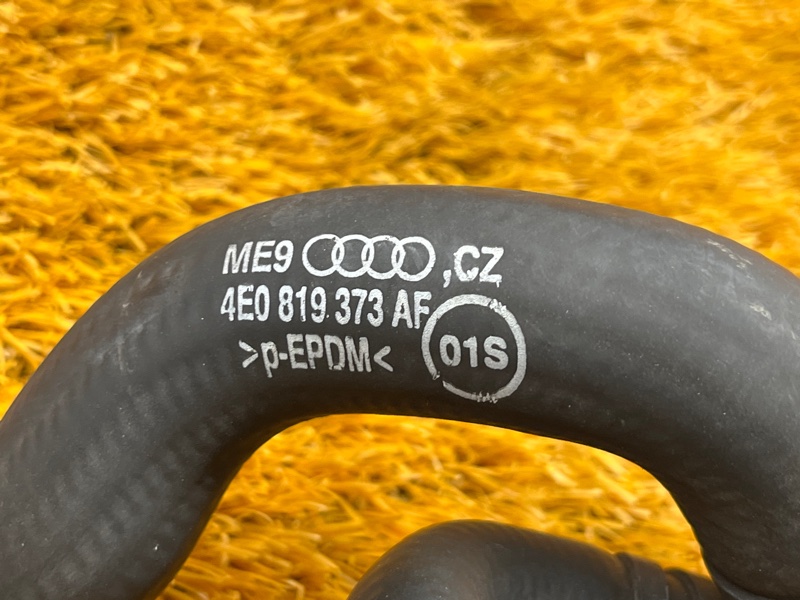 ME9 ,CZ
4E0 819 373 AF
>p-EPDM<
01S